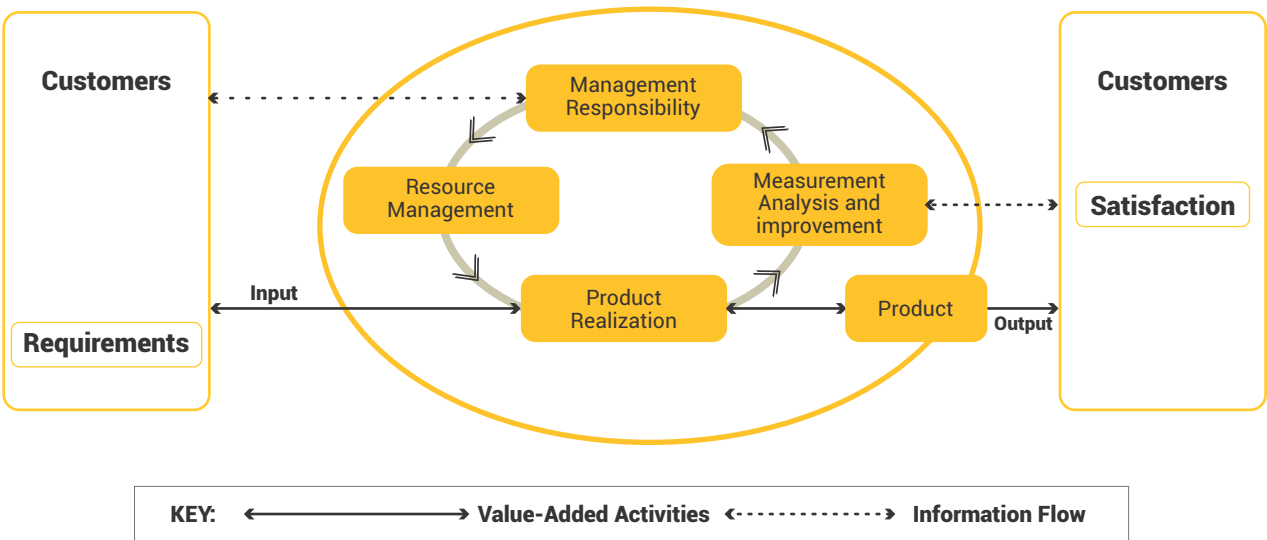 Customers
Requirements
Input
Management
Responsibility
Resource
Management
Measurement
Analysis and
improvement
Product
Realization
Product
Output
Customers
Satisfaction
KEY: Value-Added Activities Information Flow